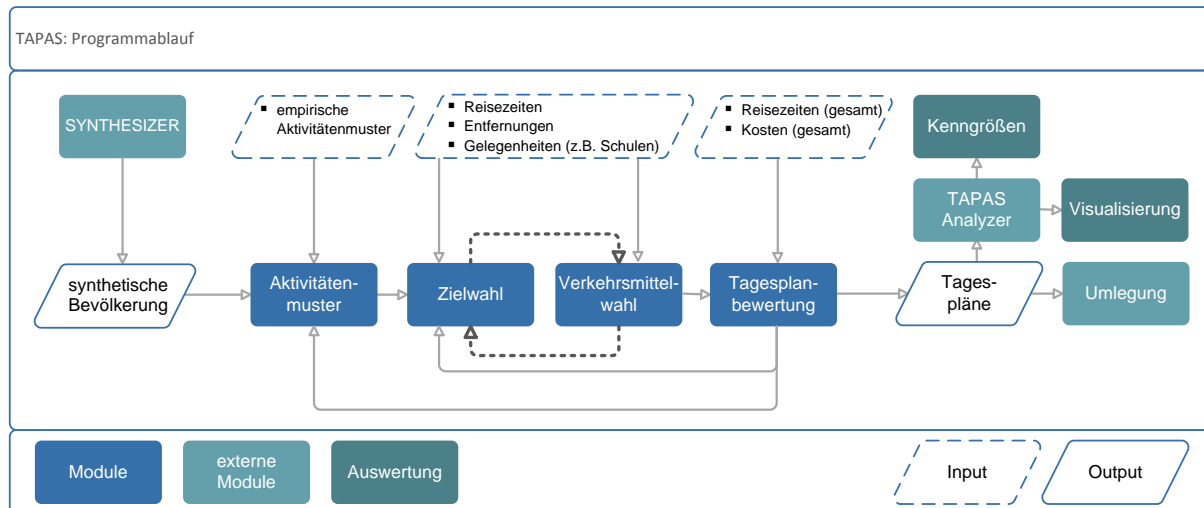 TAPAS: Programmablauf
SYNTHESIZER
▪ empirische
Aktivitätenmuster
▪ Reisezeiten
▪ Entfernungen
▪ Gelegenheiten (z.B. Schulen)
▪ Reisezeiten (gesamt)
▪ Kosten (gesamt)
Kenngrößen
TAPAS
Analyzer
Visualisierung
synthetische
Bevölkerung
Aktivitäten-
muster
Zielwahl
Verkehrsmittel-
wahl
Tagesplan-
bewertung
Tages-
pläne
Umlegung
Module
externe
Module
Auswertung
Input
Output